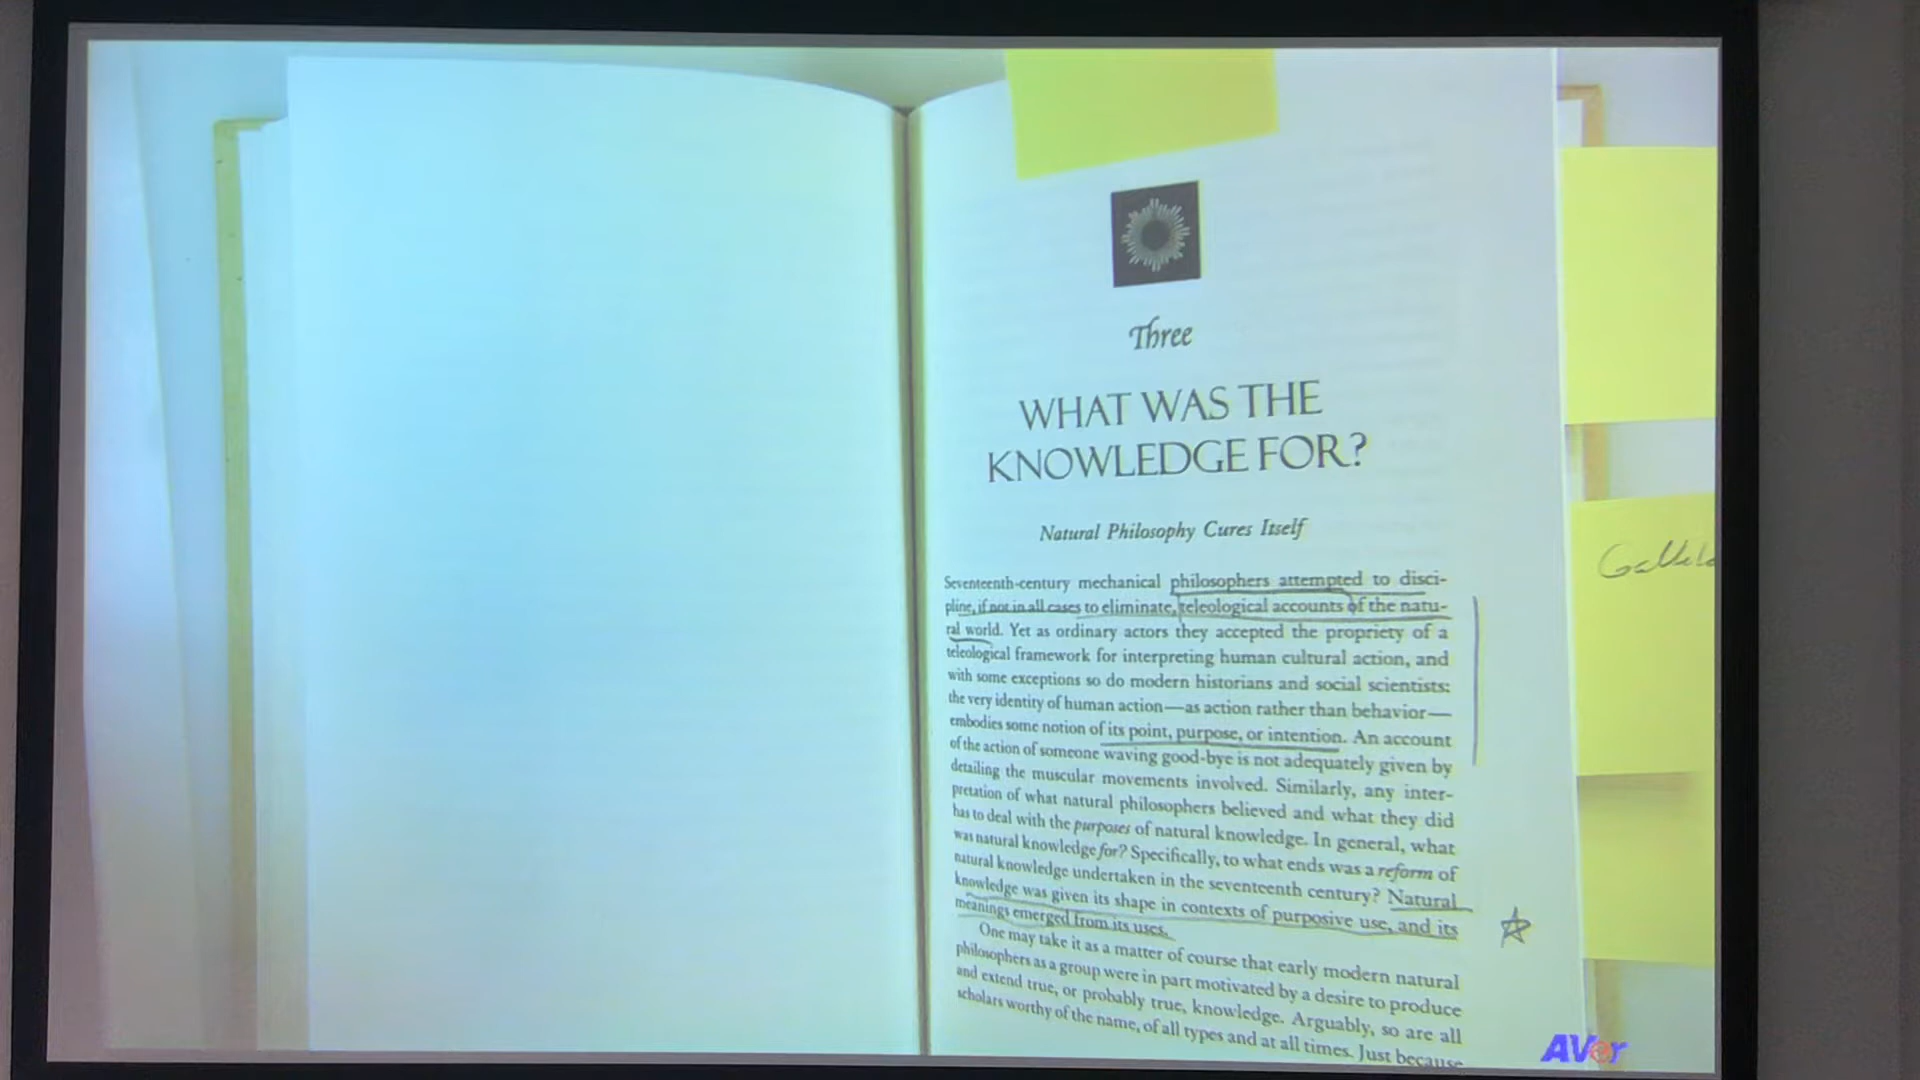 Three
WHAT WAS THE
KNOWLEDGE FOR?
Natural Philosophy Cures Itself
Seventeenth-century mechanical philosophers attempted to disci-
pline, if not in all cases to eliminate, teleological accounts of the natu-
ral world. Yet as ordinary actors they accepted the propriety of a
teleological framework for interpreting human cultural action, and
with some exceptions so do modern historians and social scientists:
the very identity of human action—as action rather than behavior—
embodies some notion of its point, purpose, or intention. An account
of the action of someone waving good-bye is not adequately given by
detailing the muscular movements involved. Similarly, any inter-
pretation of what natural philosophers believed and what they did
has to deal with the purposes of natural knowledge. In general, what
was natural knowledge for? Specifically, to what ends was a reform of
natural knowledge undertaken in the seventeenth century? Natural
knowledge was given its shape in contexts of purposive use, and its
meanings emerged from its uses.
One may take it as a matter of course that early modern natural
philosophers as a group were in part motivated by a desire to produce
and extend true, or probably true, knowledge. Arguably, so are all
scholars worthy of the name, of all types and at all times. Just because
AVer